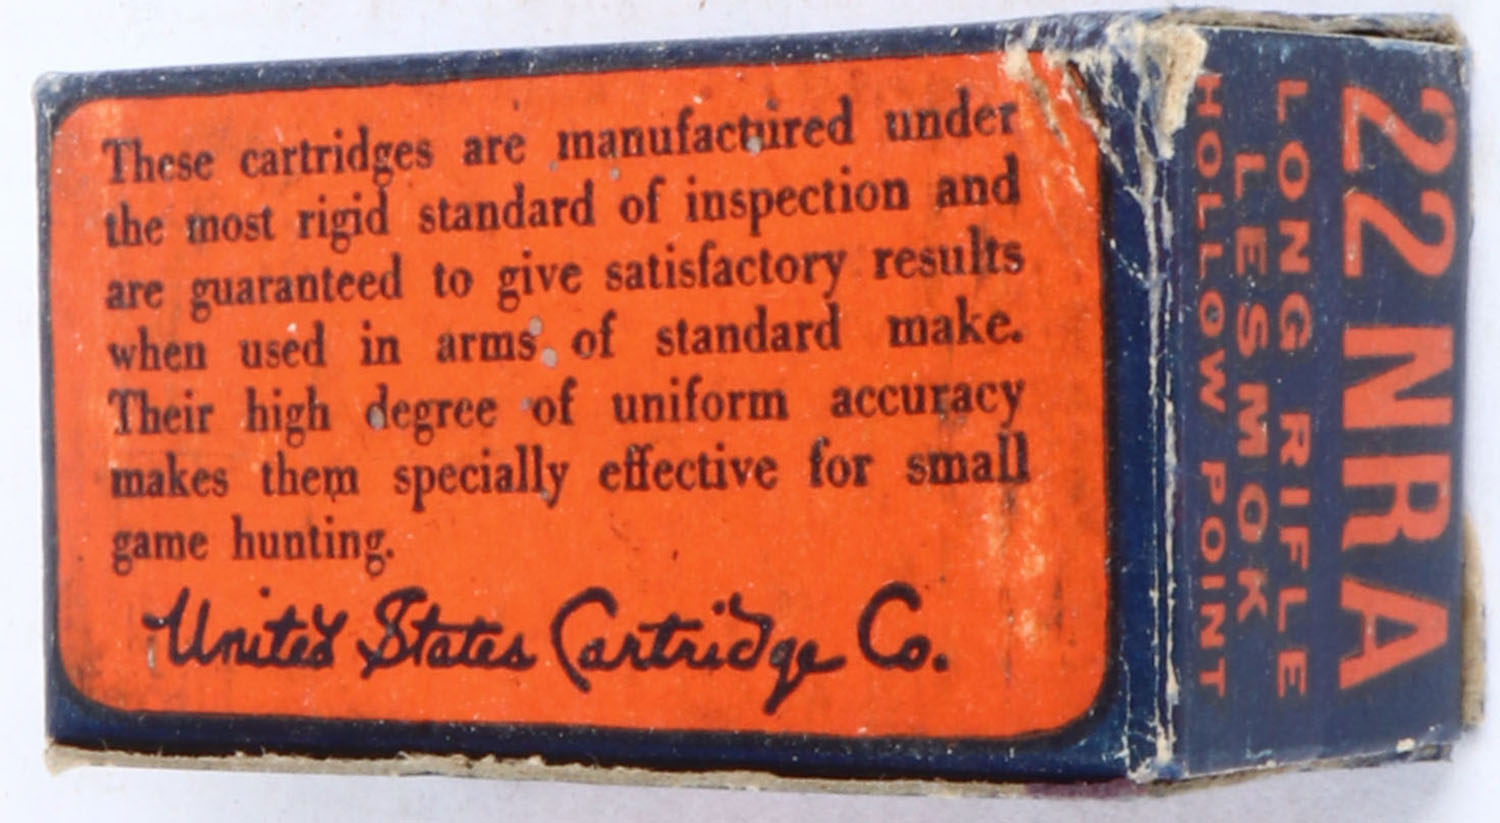 These cartridges are manufactured under
the most rigid standard of inspection and
are guaranteed to give satisfactory results
when used in arms of standard make.
Their high degree of uniform accuracy
makes them specially effective for small
game hunting.
United States Cartridge Co.
22 NRA
LONG RIFLE
LESMOK
HOLLOW POINT